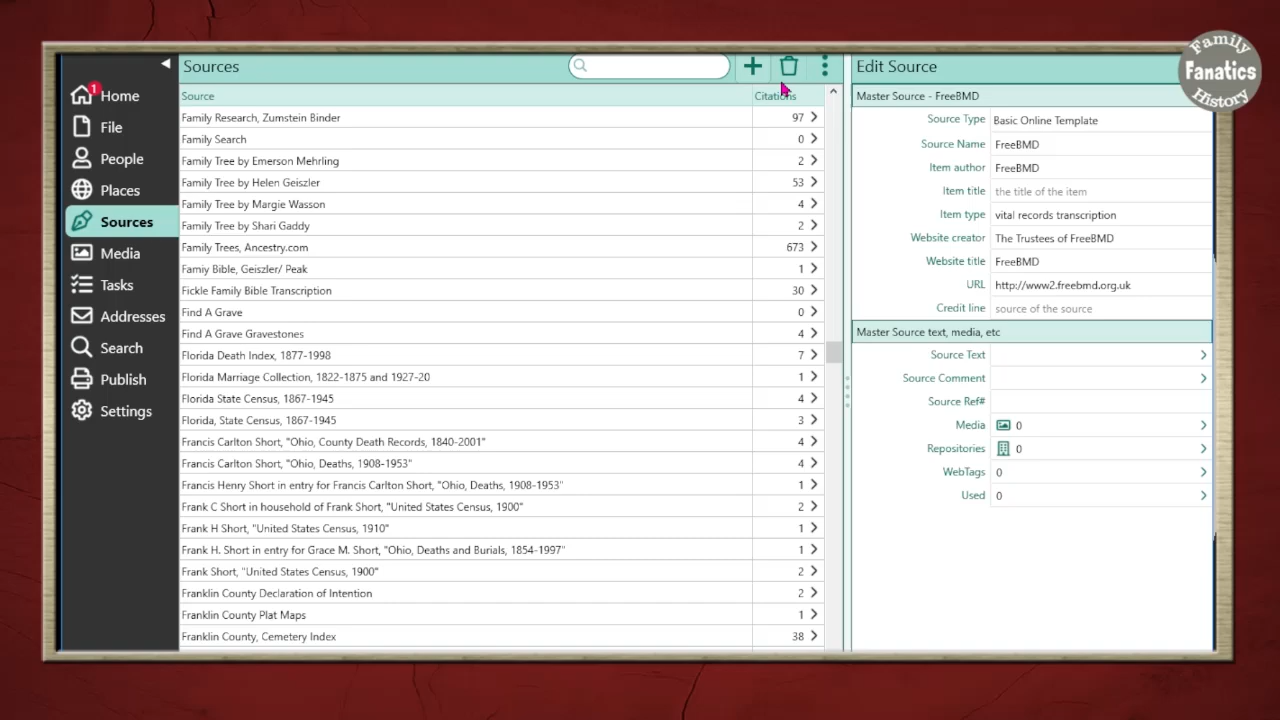 Family
Fanatics
History
Sources
Edit Source
1
Home
File
People
Places
Sources
Media
Tasks
Addresses
Search
Publish
Settings
Source Citations
Family Research, Zumstein Binder 97
Family Search 0
Family Tree by Emerson Mehrling 2
Family Tree by Helen Geiszler 53
Family Tree by Margie Wasson 4
Family Tree by Shari Gaddy 2
Family Trees, Ancestry.com 673
Famiy Bible, Geiszler/ Peak 1
Fickle Family Bible Transcription 30
Find A Grave 0
Find A Grave Gravestones 4
Florida Death Index, 1877-1998 7
Florida Marriage Collection, 1822-1875 and 1927-20 1
Florida State Census, 1867-1945 4
Florida, State Census, 1867-1945 3
Francis Carlton Short, "Ohio, County Death Records, 1840-2001" 4
Francis Carlton Short, "Ohio, Deaths, 1908-1953" 4
Francis Henry Short in entry for Francis Carlton Short, "Ohio, Deaths, 1908-1953" 1
Frank C Short in household of Frank Short, "United States Census, 1900" 2
Frank H Short, "United States Census, 1910" 1
Frank H. Short in entry for Grace M. Short, "Ohio, Deaths and Burials, 1854-1997" 1
Frank Short, "United States Census, 1900" 2
Franklin County Declaration of Intention 2
Franklin County Plat Maps 1
Franklin County, Cemetery Index 38
Master Source - FreeBMD
Source Type Basic Online Template
Source Name FreeBMD
Item author FreeBMD
Item title the title of the item
Item type vital records transcription
Website creator The Trustees of FreeBMD
Website title FreeBMD
URL http://www2.freebmd.org.uk
Credit line source of the source
Master Source text, media, etc
Source Text
Source Comment
Source Ref#
Media 0
Repositories 0
WebTags 0
Used 0